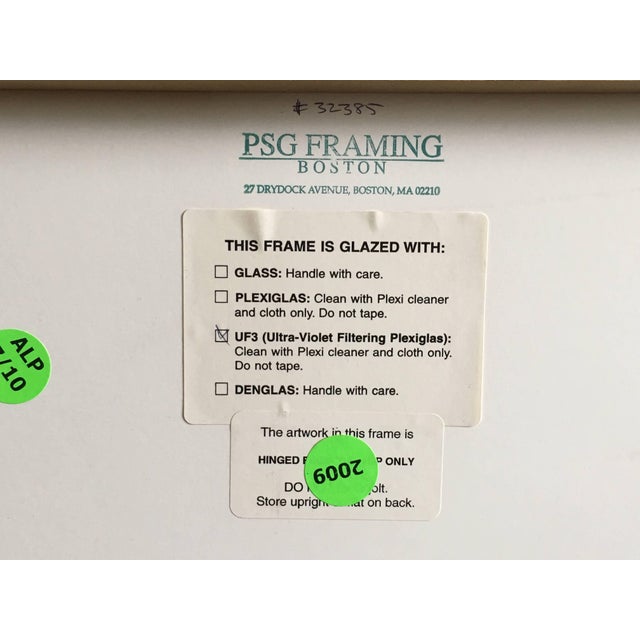 # 32385
PSG FRAMING
BOSTON
27 DRYDOCK AVENUE, BOSTON, MA 02210
THIS FRAME IS GLAZED WITH:
GLASS: Handle with care.
PLEXIGLAS: Clean with Plexi cleaner
and cloth only. Do not tape.
UF3 (Ultra-Violet Filtering Plexiglas):
Clean with Plexi cleaner and cloth only.
Do not tape.
DENGLAS: Handle with care.
ALP
7/10
The artwork in this frame is
HINGED ONLY
2009
DO
Store upright flat on back.